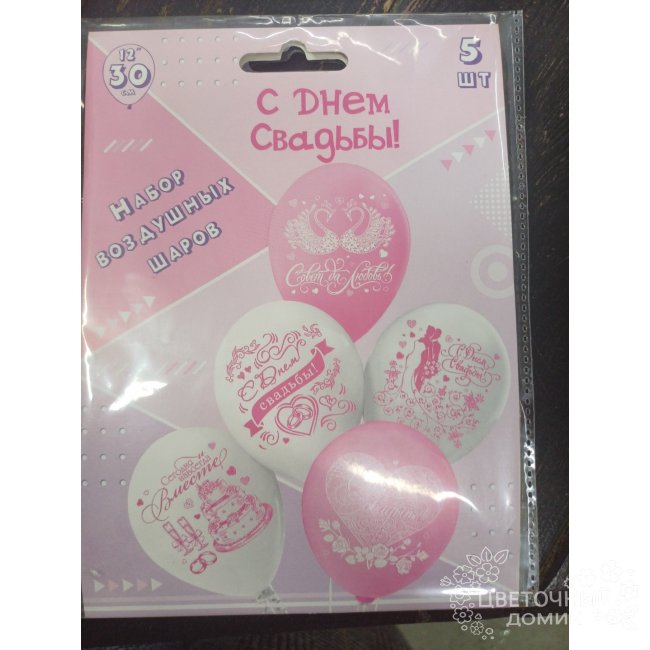 12"
30
см
5
шт
С Днем
Свадьбы!
Набор
воздушных
шаров
Совет да Любовь!
С Днем
свадьбы!
С Днем
Свадьбы!
Вместе
Цветочный
домик